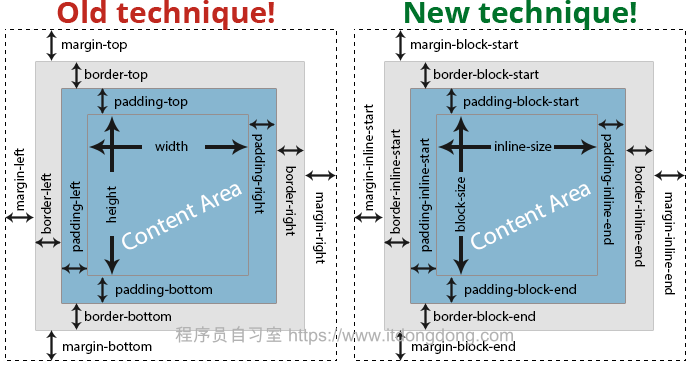 Old technique!
margin-top
border-top
padding-top
width
height
margin-left
border-left
padding-left
Content Area
padding-right
border-right
margin-right
padding-bottom
border-bottom
margin-bottom
New technique!
margin-block-start
border-block-start
padding-block-start
inline-size
block-size
margin-inline-start
border-inline-start
padding-inline-start
Content Area
padding-inline-end
border-inline-end
margin-inline-end
padding-block-end
border-block-end
margin-block-end
程序员自习室 https://www.itdongdong.com